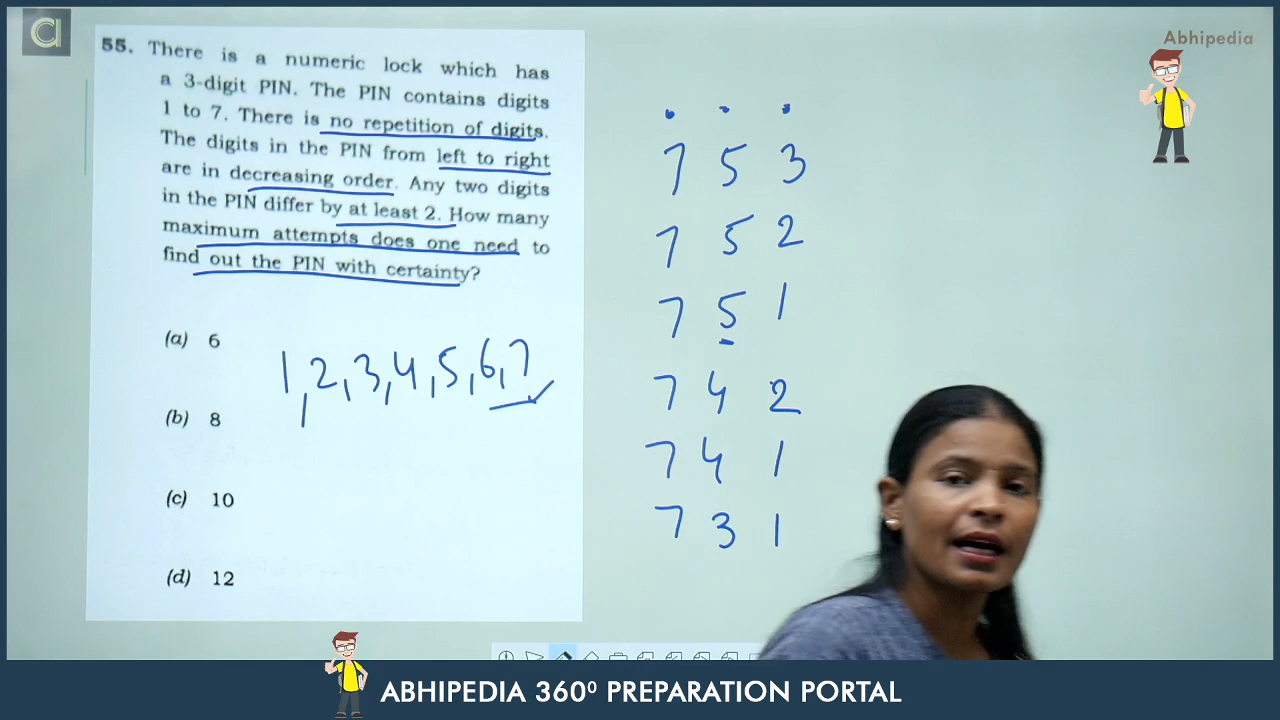 Abhipedia
55. There is a numeric lock which has
a 3-digit PIN. The PIN contains digits
1 to 7. There is no repetition of digits.
The digits in the PIN from left to right
are in decreasing order. Any two digits
in the PIN differ by at least 2. How many
maximum attempts does one need to
find out the PIN with certainty?
(a) 6
(b) 8
(c) 10
(d) 12
1, 2, 3, 4, 5, 6, 7
7 5 3
7 5 2
7 5 1
7 4 2
7 4 1
7 3 1
ABHIPEDIA 360⁰ PREPARATION PORTAL